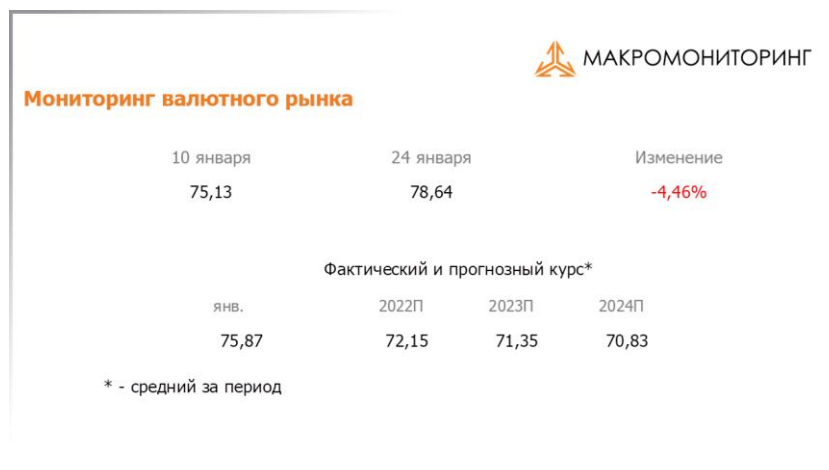 МАКРОМОНИТОРИНГ
Мониторинг валютного рынка
10 января 24 января Изменение
75,13 78,64 -4,46%
Фактический и прогнозный курс*
янв. 2022П 2023П 2024П
75,87 72,15 71,35 70,83
* - средний за период